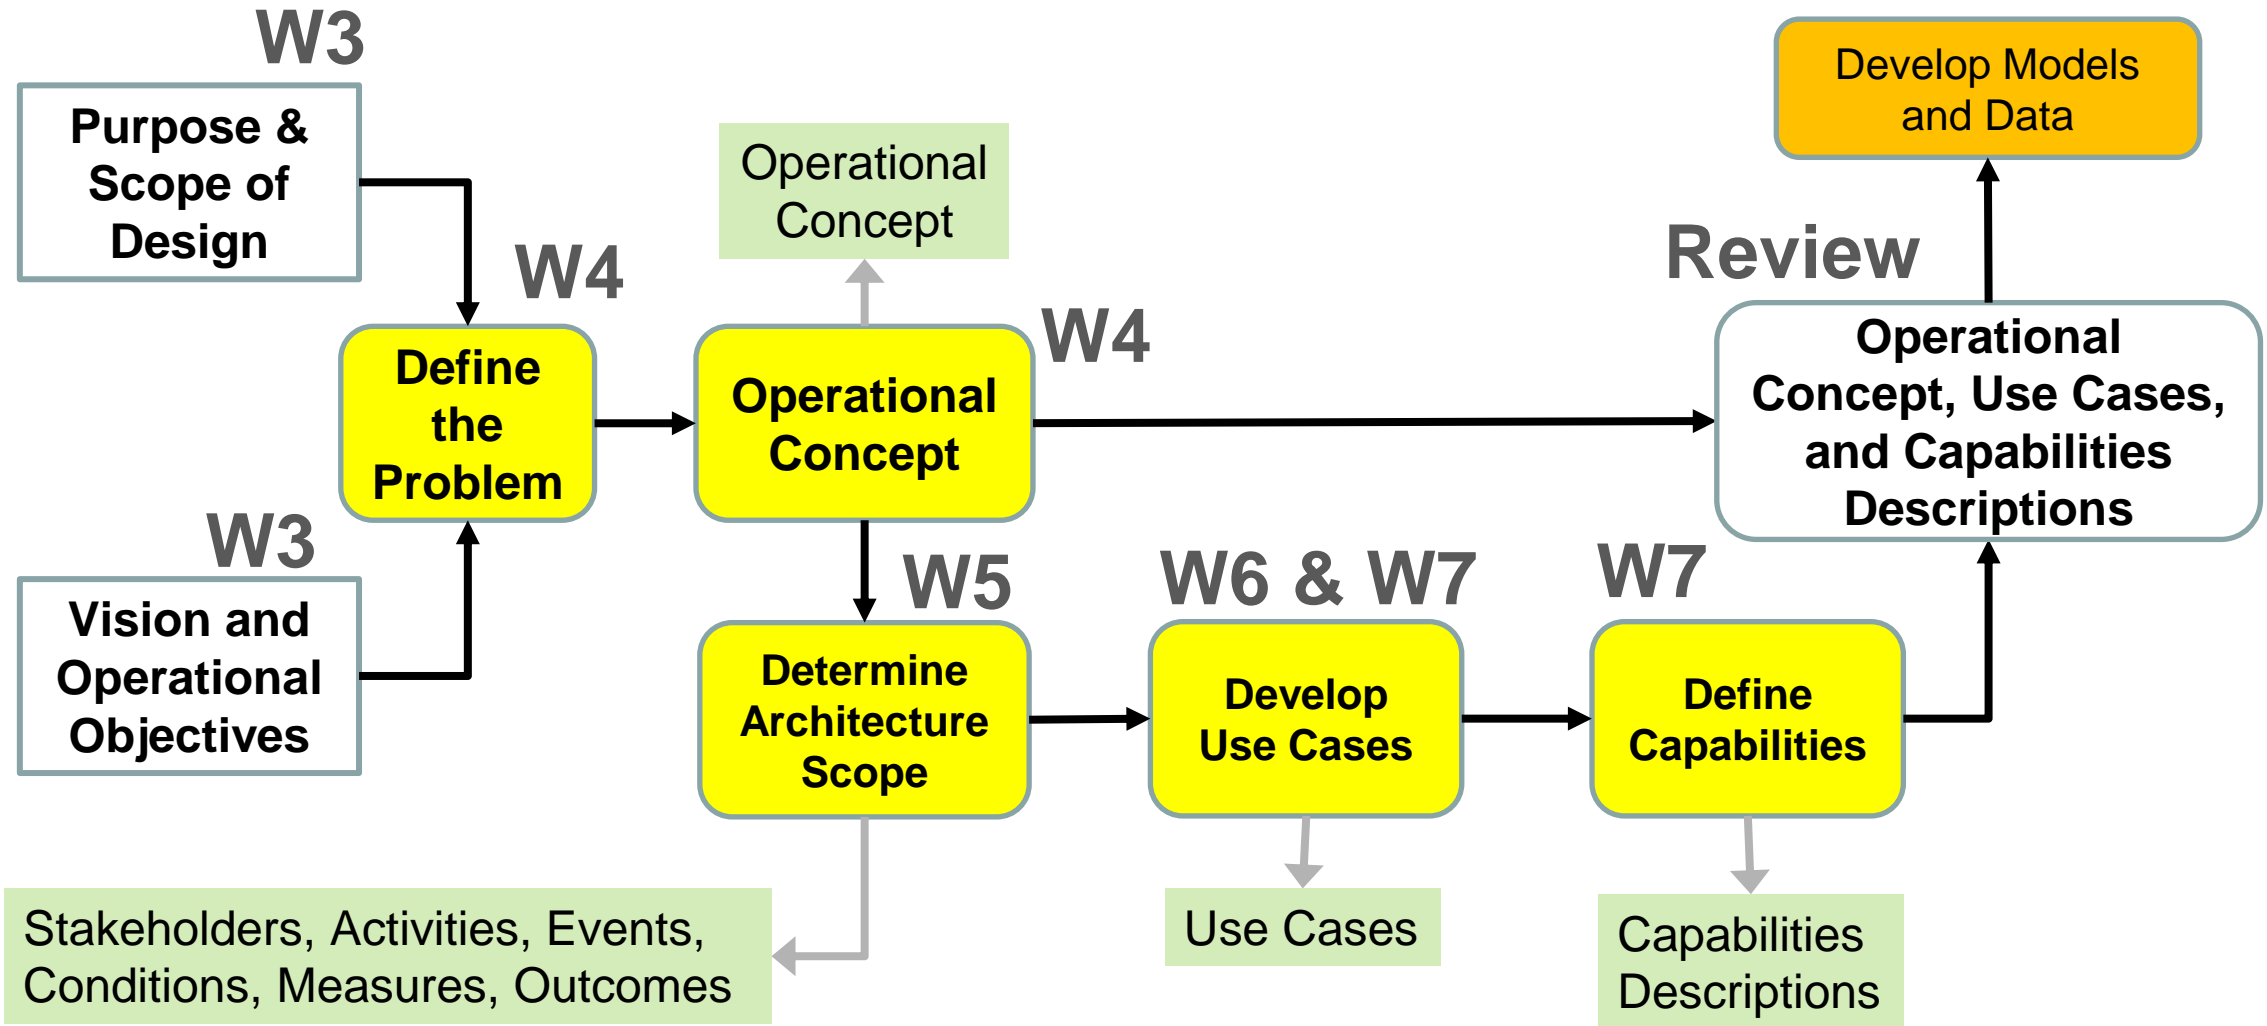 W3
Purpose &
Scope of
Design
W4
Define
the
Problem
W3
Vision and
Operational
Objectives
Operational
Concept
Operational
Concept
W4
W5
Determine
Architecture
Scope
Stakeholders, Activities, Events,
Conditions, Measures, Outcomes
W6 & W7
Develop
Use Cases
Use Cases
W7
Define
Capabilities
Capabilities
Descriptions
Operational
Concept, Use Cases,
and Capabilities
Descriptions
Review
Develop Models
and Data